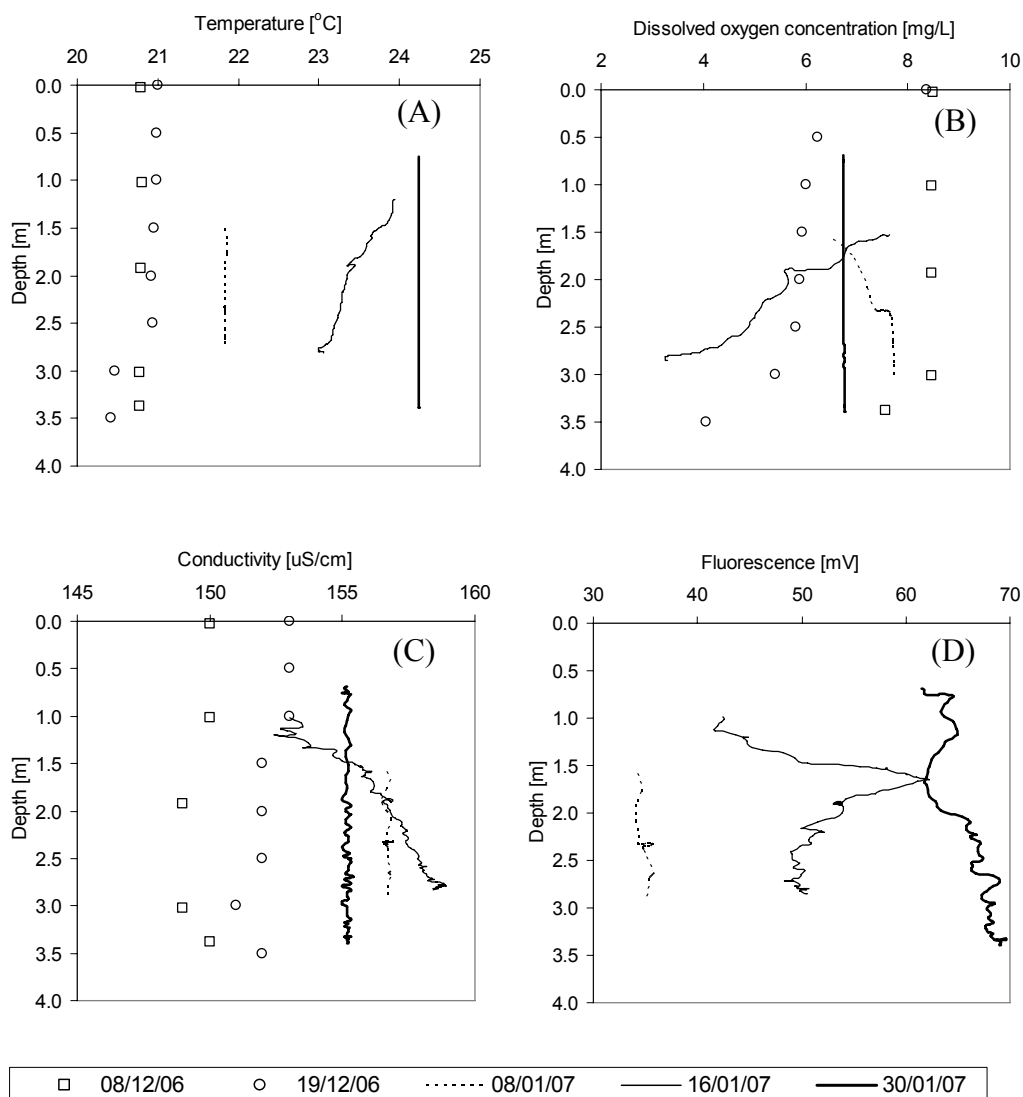 Temperature [°C]
20 21 22 23 24 25
0.0
0.5
1.0
1.5
2.0
2.5
3.0
3.5
4.0
Depth [m]
(A)
Dissolved oxygen concentration [mg/L]
2 4 6 8 10
0.0
0.5
1.0
1.5
2.0
2.5
3.0
3.5
4.0
Depth [m]
(B)
Conductivity [uS/cm]
145 150 155 160
0.0
0.5
1.0
1.5
2.0
2.5
3.0
3.5
4.0
Depth [m]
(C)
Fluorescence [mV]
30 40 50 60 70
0.0
0.5
1.0
1.5
2.0
2.5
3.0
3.5
4.0
Depth [m]
(D)
08/12/06 19/12/06 08/01/07 16/01/07 30/01/07